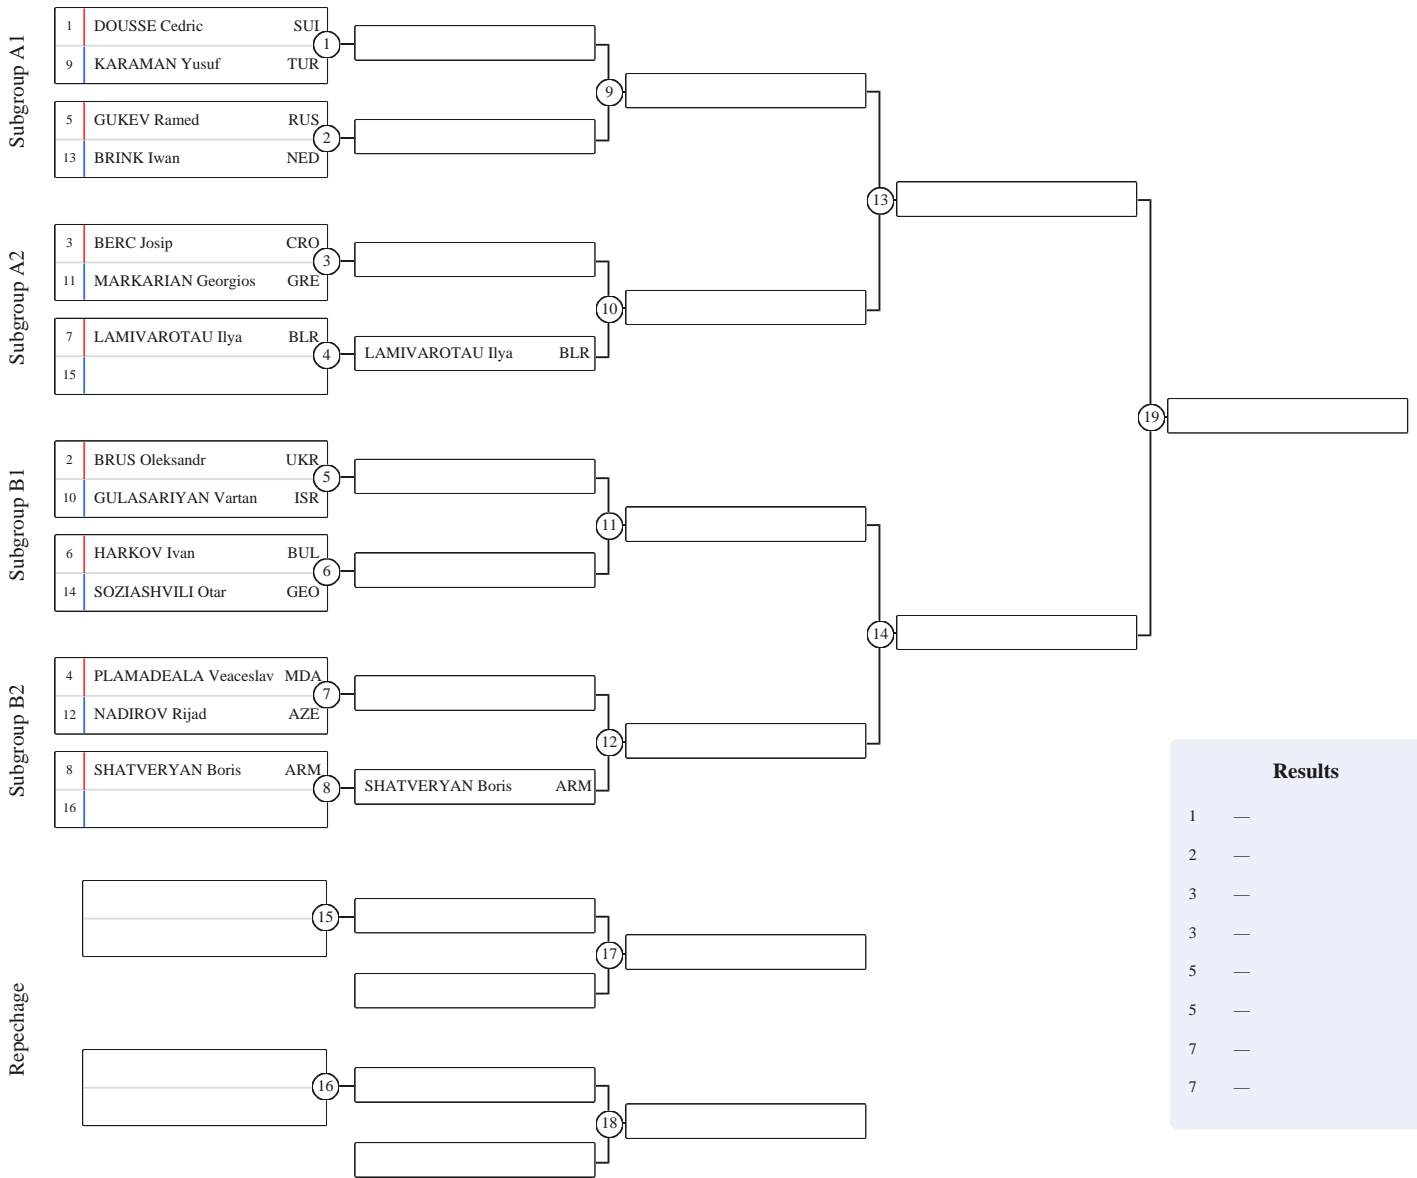 Subgroup A1
1 DOUSSE Cedric SUI
9 KARAMAN Yusuf TUR
1
5 GUKEV Ramed RUS
13 BRINK Iwan NED
2
9
13
Subgroup A2
3 BERC Josip CRO
11 MARKARIAN Georgios GRE
3
10
7 LAMIVAROTAU Ilya BLR
15
4
LAMIVAROTAU Ilya BLR
19
Subgroup B1
2 BRUS Oleksandr UKR
10 GULASARIYAN Vartan ISR
5
11
6 HARKOV Ivan BUL
14 SOZIASHVILI Otar GEO
6
14
Subgroup B2
4 PLAMADEALA Veaceslav MDA
12 NADIROV Rijad AZE
7
12
8 SHATVERYAN Boris ARM
16
8
SHATVERYAN Boris ARM
Repechage
15
17
16
18
Results
1 —
2 —
3 —
3 —
5 —
5 —
7 —
7 —